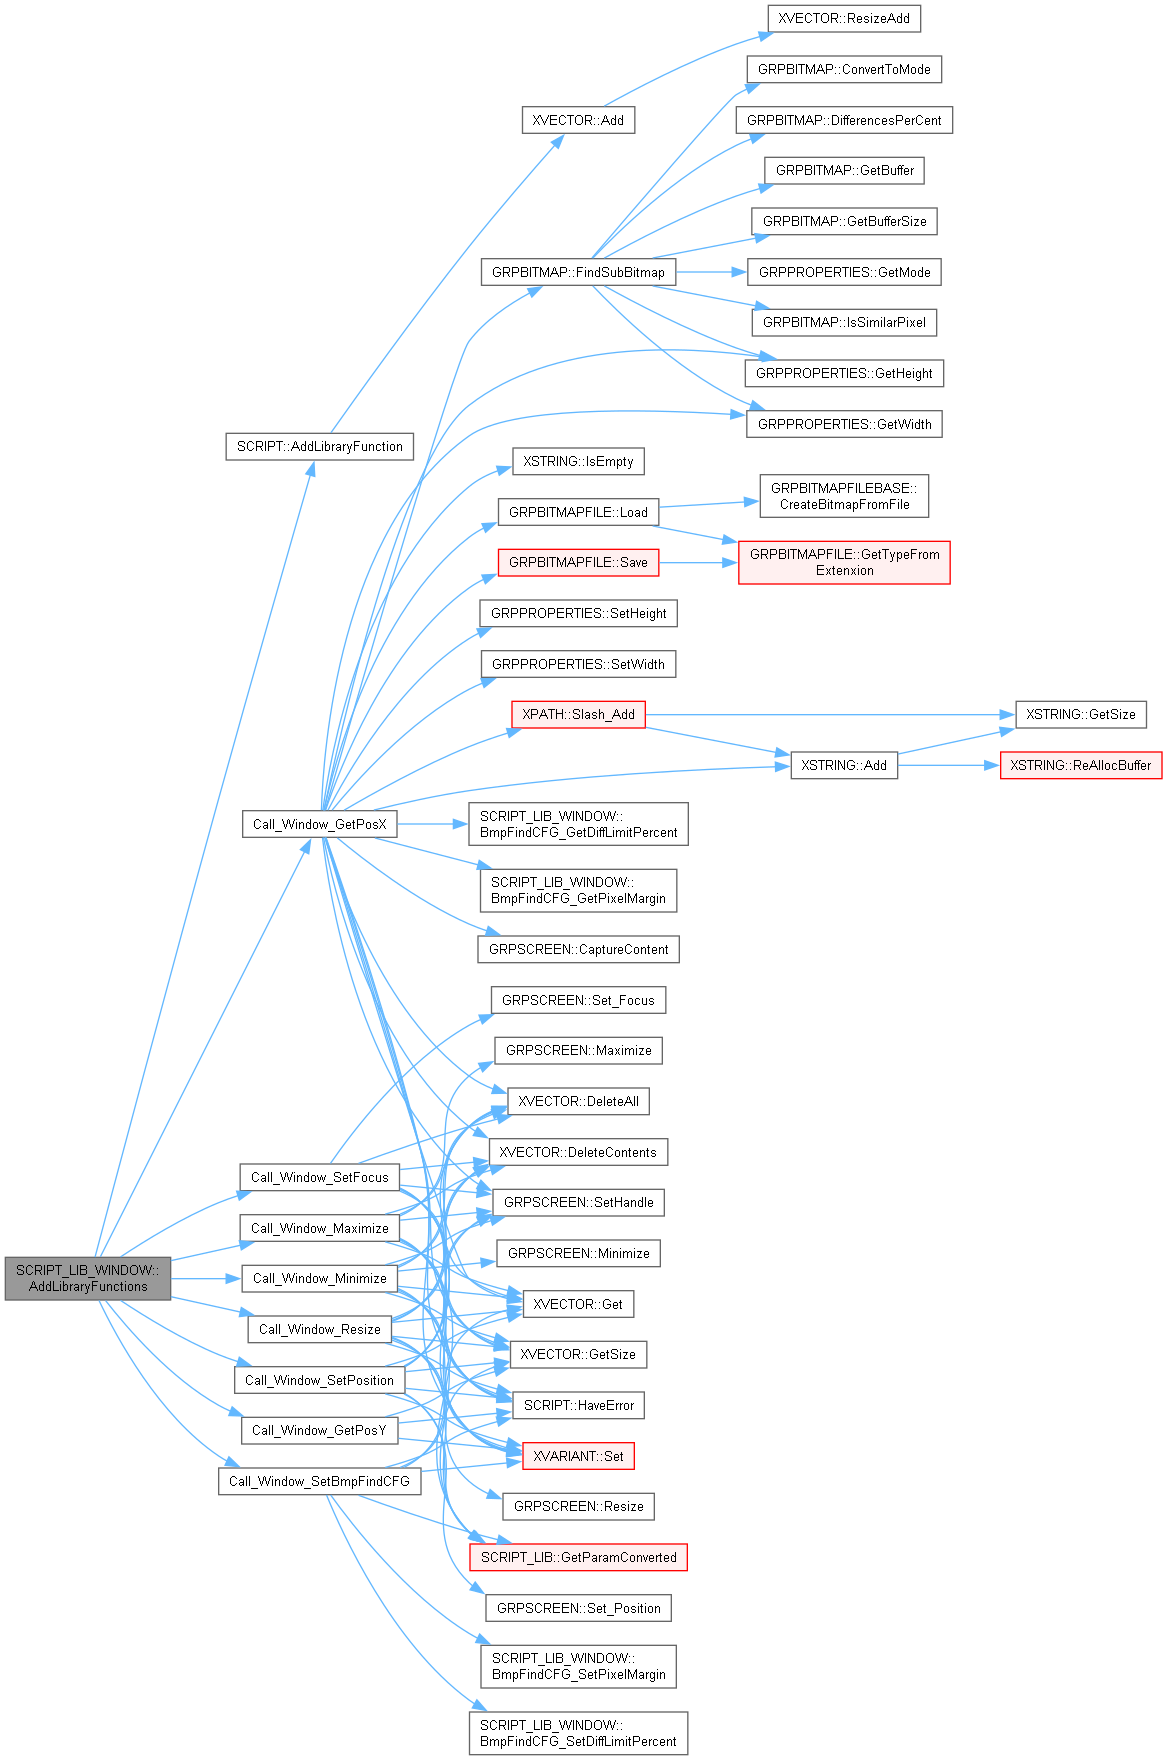 XVECTOR::ResizeAdd
GRPBITMAP::ConvertToMode
XVECTOR::Add
GRPBITMAP::DifferencesPerCent
GRPBITMAP::GetBuffer
GRPBITMAP::GetBufferSize
GRPBITMAP::FindSubBitmap
GRPPROPERTIES::GetMode
GRPBITMAP::IsSimilarPixel
GRPPROPERTIES::GetHeight
GRPPROPERTIES::GetWidth
SCRIPT::AddLibraryFunction
XSTRING::IsEmpty
GRPBITMAPFILEBASE::
CreateBitmapFromFile
GRPBITMAPFILE::Load
GRPBITMAPFILE::Save
GRPBITMAPFILE::GetTypeFrom
Extenxion
GRPPROPERTIES::SetHeight
GRPPROPERTIES::SetWidth
XPATH::Slash_Add
XSTRING::GetSize
XSTRING::Add
XSTRING::ReAllocBuffer
Call_Window_GetPosX
SCRIPT_LIB_WINDOW::
BmpFindCFG_GetDiffLimitPercent
SCRIPT_LIB_WINDOW::
BmpFindCFG_GetPixelMargin
GRPSCREEN::CaptureContent
GRPSCREEN::Set_Focus
GRPSCREEN::Maximize
XVECTOR::DeleteAll
XVECTOR::DeleteContents
Call_Window_SetFocus
GRPSCREEN::SetHandle
Call_Window_Maximize
GRPSCREEN::Minimize
SCRIPT_LIB_WINDOW::
AddLibraryFunctions
Call_Window_Minimize
XVECTOR::Get
Call_Window_Resize
XVECTOR::GetSize
Call_Window_SetPosition
SCRIPT::HaveError
Call_Window_GetPosY
XVARIANT::Set
Call_Window_SetBmpFindCFG
GRPSCREEN::Resize
SCRIPT_LIB::GetParamConverted
GRPSCREEN::Set_Position
SCRIPT_LIB_WINDOW::
BmpFindCFG_SetPixelMargin
SCRIPT_LIB_WINDOW::
BmpFindCFG_SetDiffLimitPercent